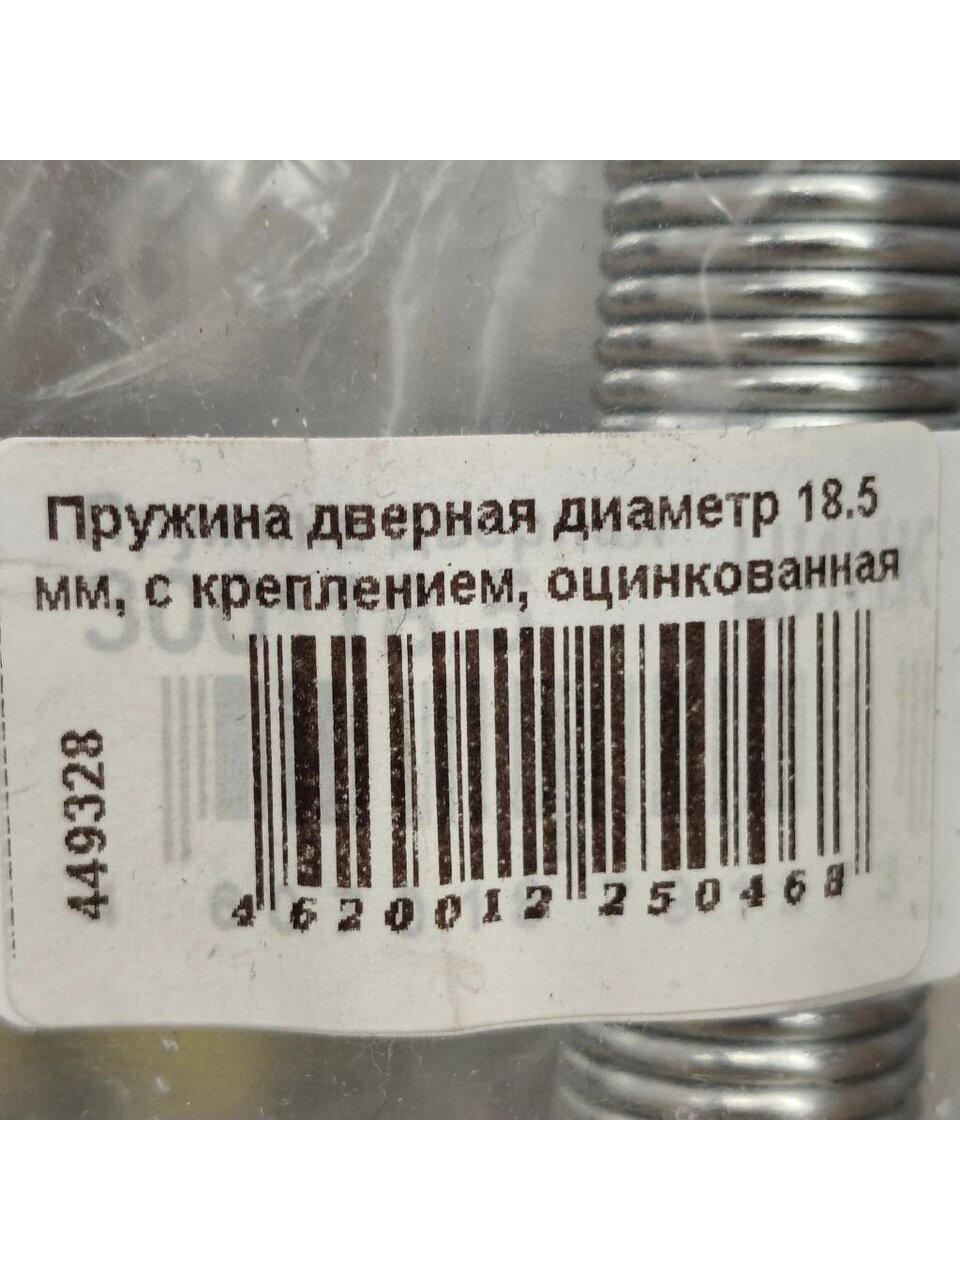 Пружина дверная диаметр 18.5
мм, с креплением, оцинкованная
449328
4 620012 250468